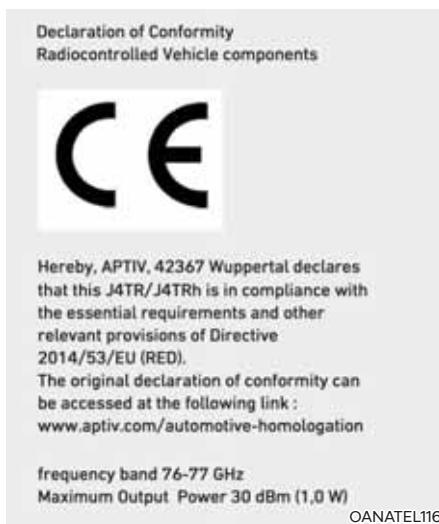 Declaration of Conformity
Radiocontrolled Vehicle components
CE
Hereby, APTIV, 42367 Wuppertal declares
that this J4TR/J4TRh is in compliance with
the essential requirements and other
relevant provisions of Directive
2014/53/EU (RED).
The original declaration of conformity can
be accessed at the following link :
www.aptiv.com/automotive-homologation
frequency band 76-77 GHz
Maximum Output Power 30 dBm (1,0 W)
OANATEL116